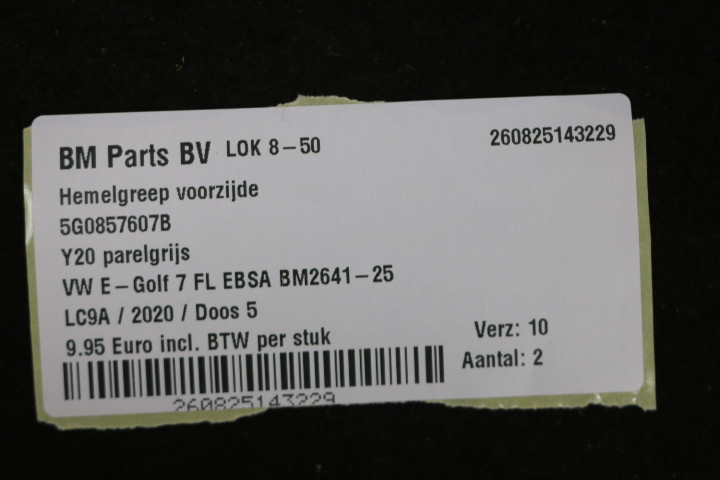 BM Parts BV LOK 8-50 260825143229
Hemelgreep voorzijde
5G0857607B
Y20 parelgrijs
VW E-Golf 7 FL EBSA BM2641-25
LC9A / 2020 / Doos 5
9.95 Euro incl. BTW per stuk Verz: 10
Aantal: 2
260825143229